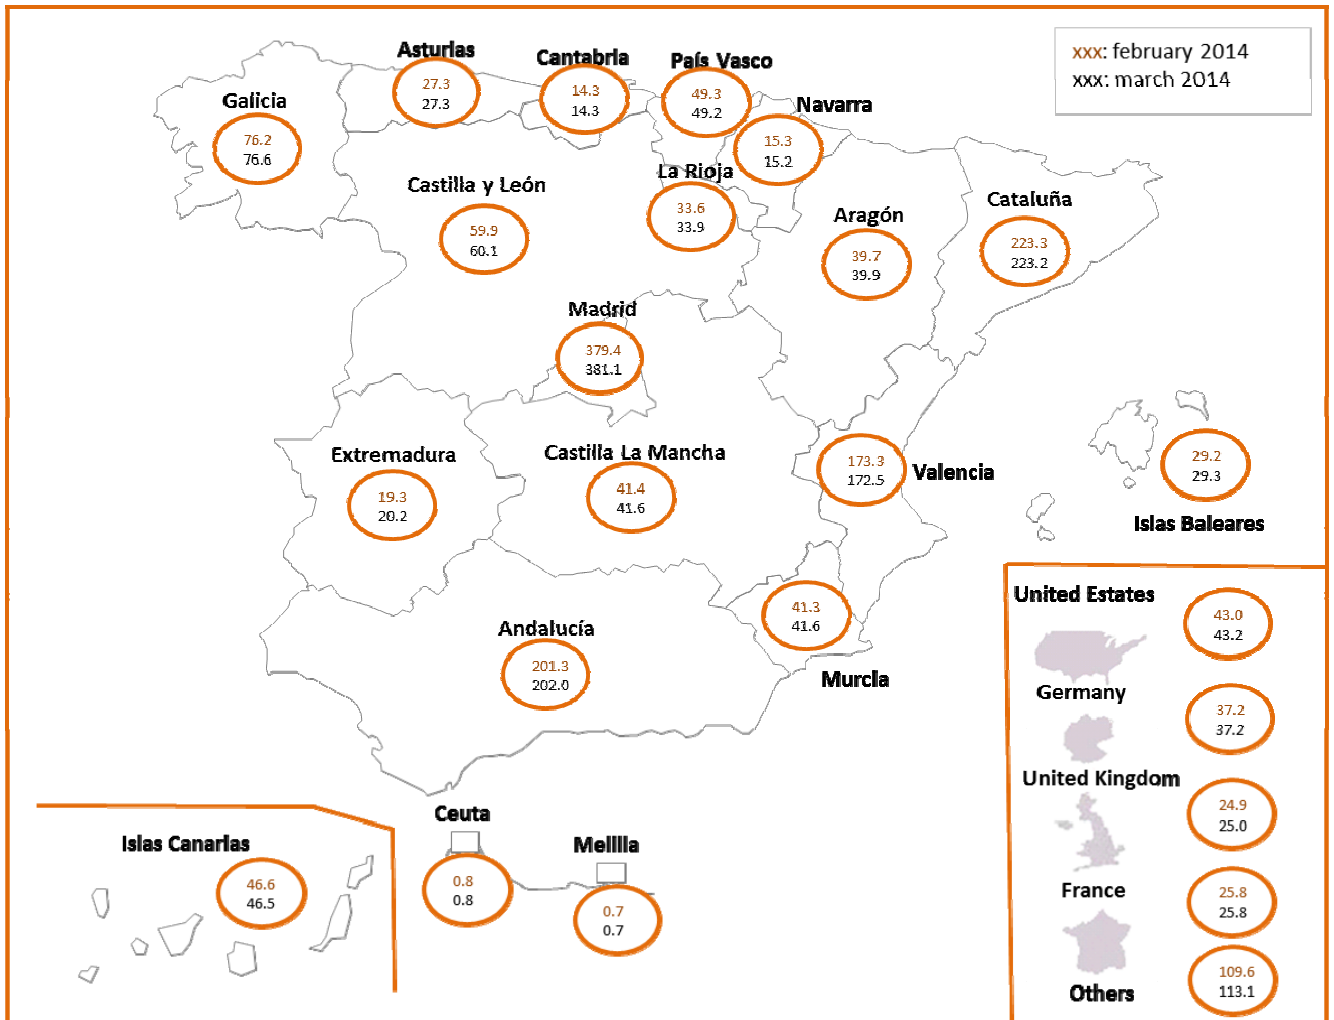 xxx: february 2014
xxx: march 2014
Asturias
27.3
27.3
Cantabria
14.3
14.3
País Vasco
49.3
49.2
Navarra
15.3
15.2
Galicia
76.2
76.6
Castilla y León
59.9
60.1
La Rioja
33.6
33.9
Aragón
39.7
39.9
Cataluña
223.3
223.2
Madrid
379.4
381.1
Extremadura
19.3
20.2
Castilla La Mancha
41.4
41.6
173.3
172.5
Valencia
29.2
29.3
Islas Baleares
Andalucía
201.3
202.0
41.3
41.6
Murcia
United Estates
43.0
43.2
Germany
37.2
37.2
United Kingdom
24.9
25.0
France
25.8
25.8
Others
109.6
113.1
Islas Canarias
46.6
46.5
Ceuta
0.8
0.8
Melilla
0.7
0.7